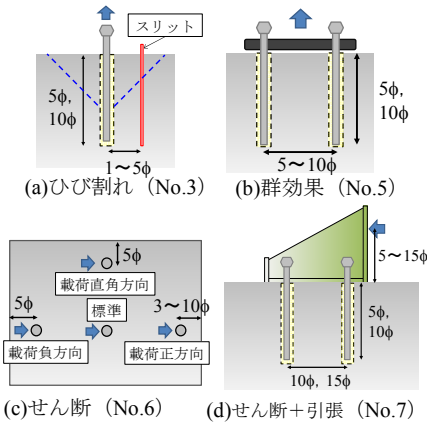 スリット
5φ,
10φ
1～5φ
(a)ひび割れ（No.3）
5φ,
10φ
5～10φ
(b)群効果（No.5）
5φ
載荷直角方向
5φ
標準
3～10φ
載荷負方向
載荷正方向
(c)せん断（No.6）
5～15φ
5φ,
10φ
10φ, 15φ
(d)せん断＋引張（No.7）